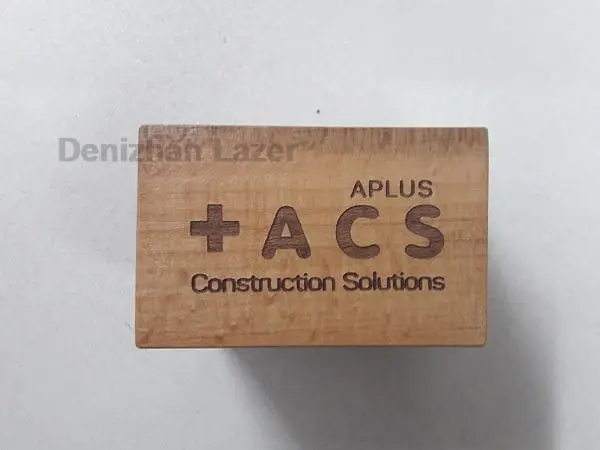 Denizhan Lazer
APLUS
+ACS
Construction Solutions